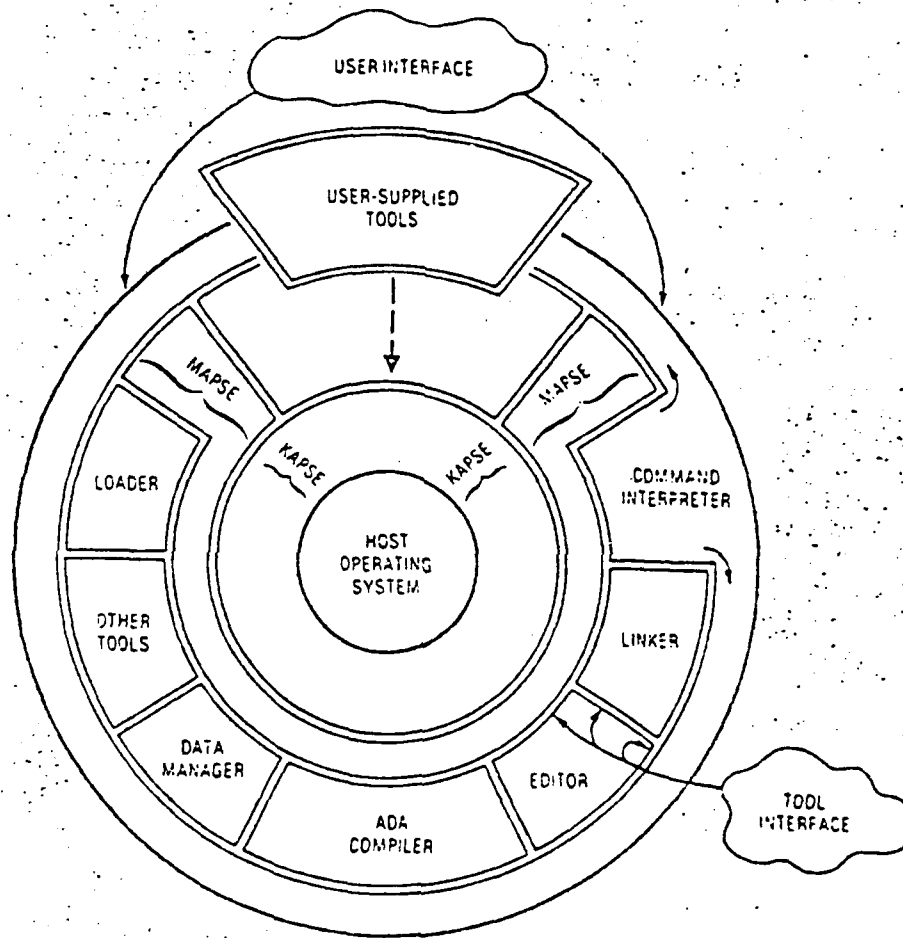 USER INTERFACE
USER-SUPPLIED
TOOLS
MAPSE
MAPSE
KAPSE
KAPSE
LOADER
COMMAND
INTERPRETER
HOST
OPERATING
SYSTEM
OTHER
TOOLS
LINKER
DATA
MANAGER
EDITOR
ADA
COMPILER
TOOL
INTERFACE